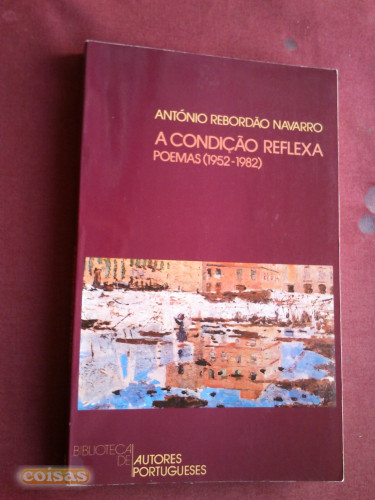 ANTÓNIO REBORDÃO NAVARRO
A CONDIÇÃO REFLEXA
POEMAS (1952-1982)
BIBLIOTECA
DE
AUTORES
PORTUGUESES
coisas